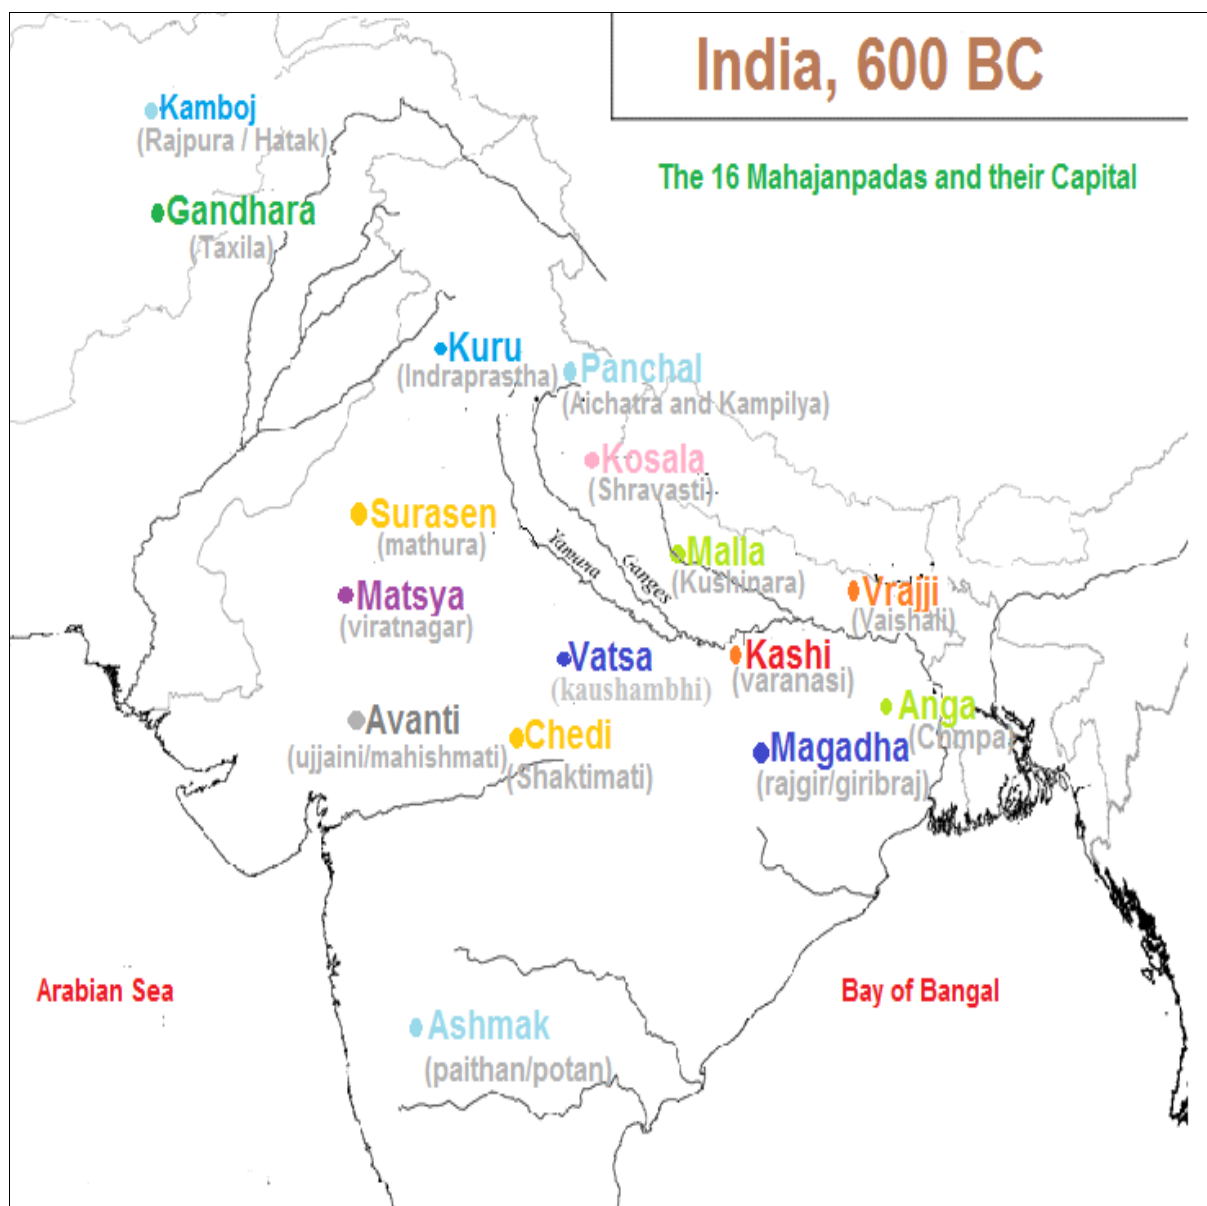 India, 600 BC
The 16 Mahajanpadas and their Capital
Kamboj
(Rajpura / Hatak)
Gandhara
(Taxila)
Kuru
(Indraprastha)
Panchal
(Aichatra and Kampilya)
Kosala
(Shravasti)
Surasen
(mathura)
Yamuna
Ganges
Malla
(Kushinara)
Vrajji
(Vaishali)
Matsya
(viratnagar)
Vatsa
(kaushambhi)
Kashi
(varanasi)
Avanti
(ujjaini/mahishmati)
Chedi
(Shaktimati)
Anga
(Chmpa)
Magadha
(rajgir/giribraj)
Arabian Sea
Bay of Bangal
Ashmak
(paithan/potan)